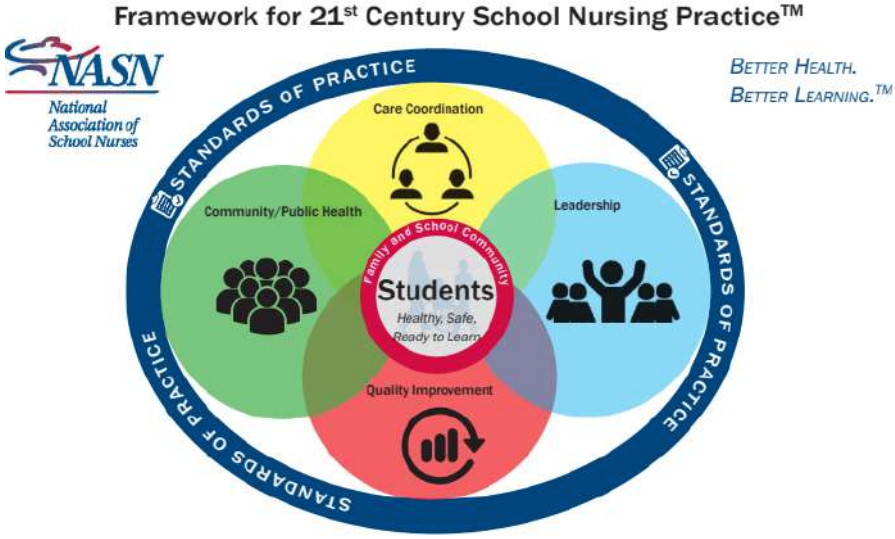 Framework for 21st Century School Nursing Practice™
NASN
National
Association of
School Nurses
BETTER HEALTH.
BETTER LEARNING.™
STANDARDS OF PRACTICE
STANDARDS OF PRACTICE
STANDARDS OF PRACTICE
STANDARDS OF PRACTICE
Care Coordination
Community/Public Health
Leadership
Family and School Community
Students
Healthy, Safe,
Ready to Learn
Quality Improvement